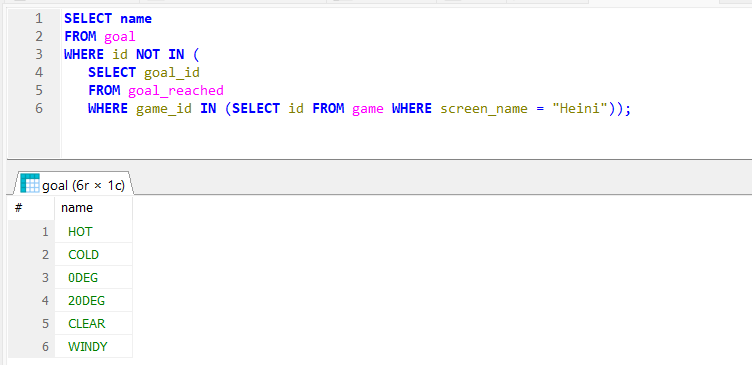 1 SELECT name
2 FROM goal
3 WHERE id NOT IN (
4 SELECT goal_id
5 FROM goal_reached
6 WHERE game_id IN (SELECT id FROM game WHERE screen_name = "Heini"));
goal (6r × 1c)
# name
1 HOT
2 COLD
3 0DEG
4 20DEG
5 CLEAR
6 WINDY